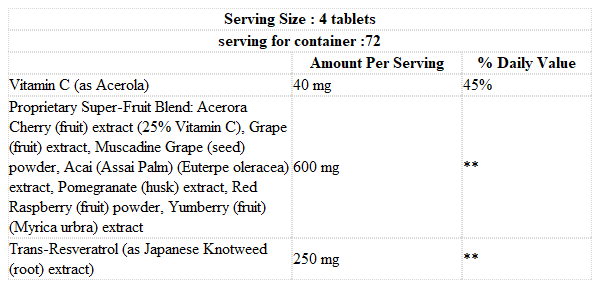 Serving Size : 4 tablets
serving for container :72
Amount Per Serving % Daily Value
Vitamin C (as Acerola) 40 mg 45%
Proprietary Super-Fruit Blend: Acerora
Cherry (fruit) extract (25% Vitamin C), Grape
(fruit) extract, Muscadine Grape (seed)
powder, Acai (Assai Palm) (Euterpe oleracea) 600 mg **
extract, Pomegranate (husk) extract, Red
Raspberry (fruit) powder, Yumberry (fruit)
(Myrica urbra) extract
Trans-Resveratrol (as Japanese Knotweed
(root) extract) 250 mg **